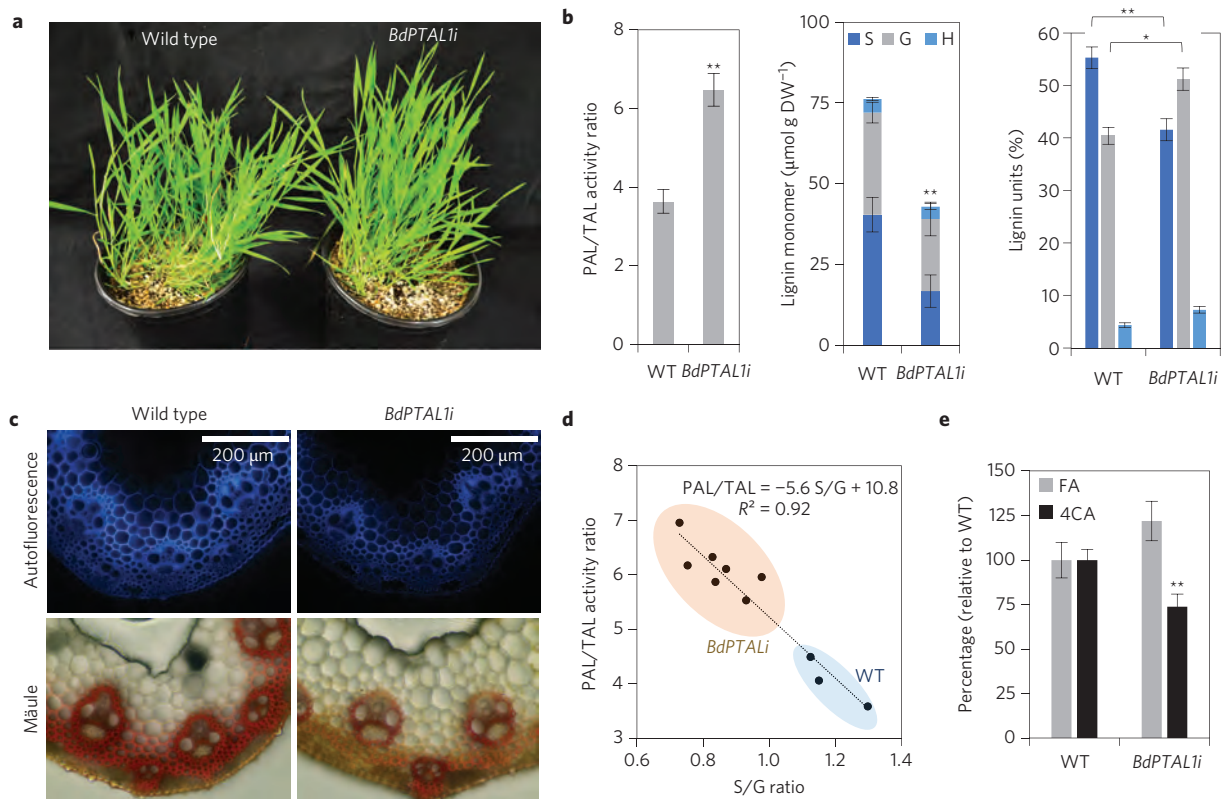 a
Wild type
BdPTAL1i
b
PAL/TAL activity ratio
8
6
4
2
0
WT
BdPTAL1i
**
Lignin monomer (μmol g DW⁻¹)
100
75
50
25
0
S
G
H
**
WT
BdPTAL1i
Lignin units (%)
60
50
40
30
20
10
0
**
*
WT
BdPTAL1i
c
Wild type
BdPTAL1i
Autofluorescence
200 μm
200 μm
Mäule
d
PAL/TAL activity ratio
8
7
6
5
4
3
PAL/TAL = −5.6 S/G + 10.8
R² = 0.92
BdPTALi
WT
0.6
0.8
1.0
1.2
1.4
S/G ratio
e
Percentage (relative to WT)
150
125
100
75
50
25
0
FA
4CA
**
WT
BdPTAL1i